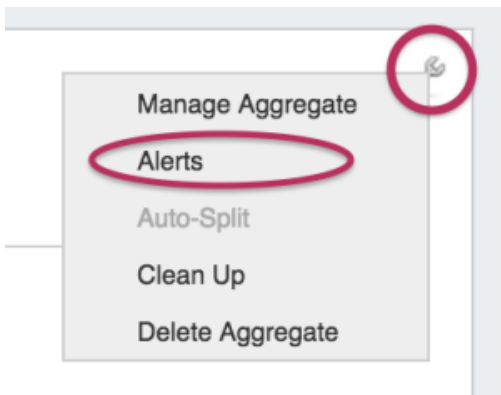 Manage Aggregate
Alerts
Auto-Split
Clean Up
Delete Aggregate